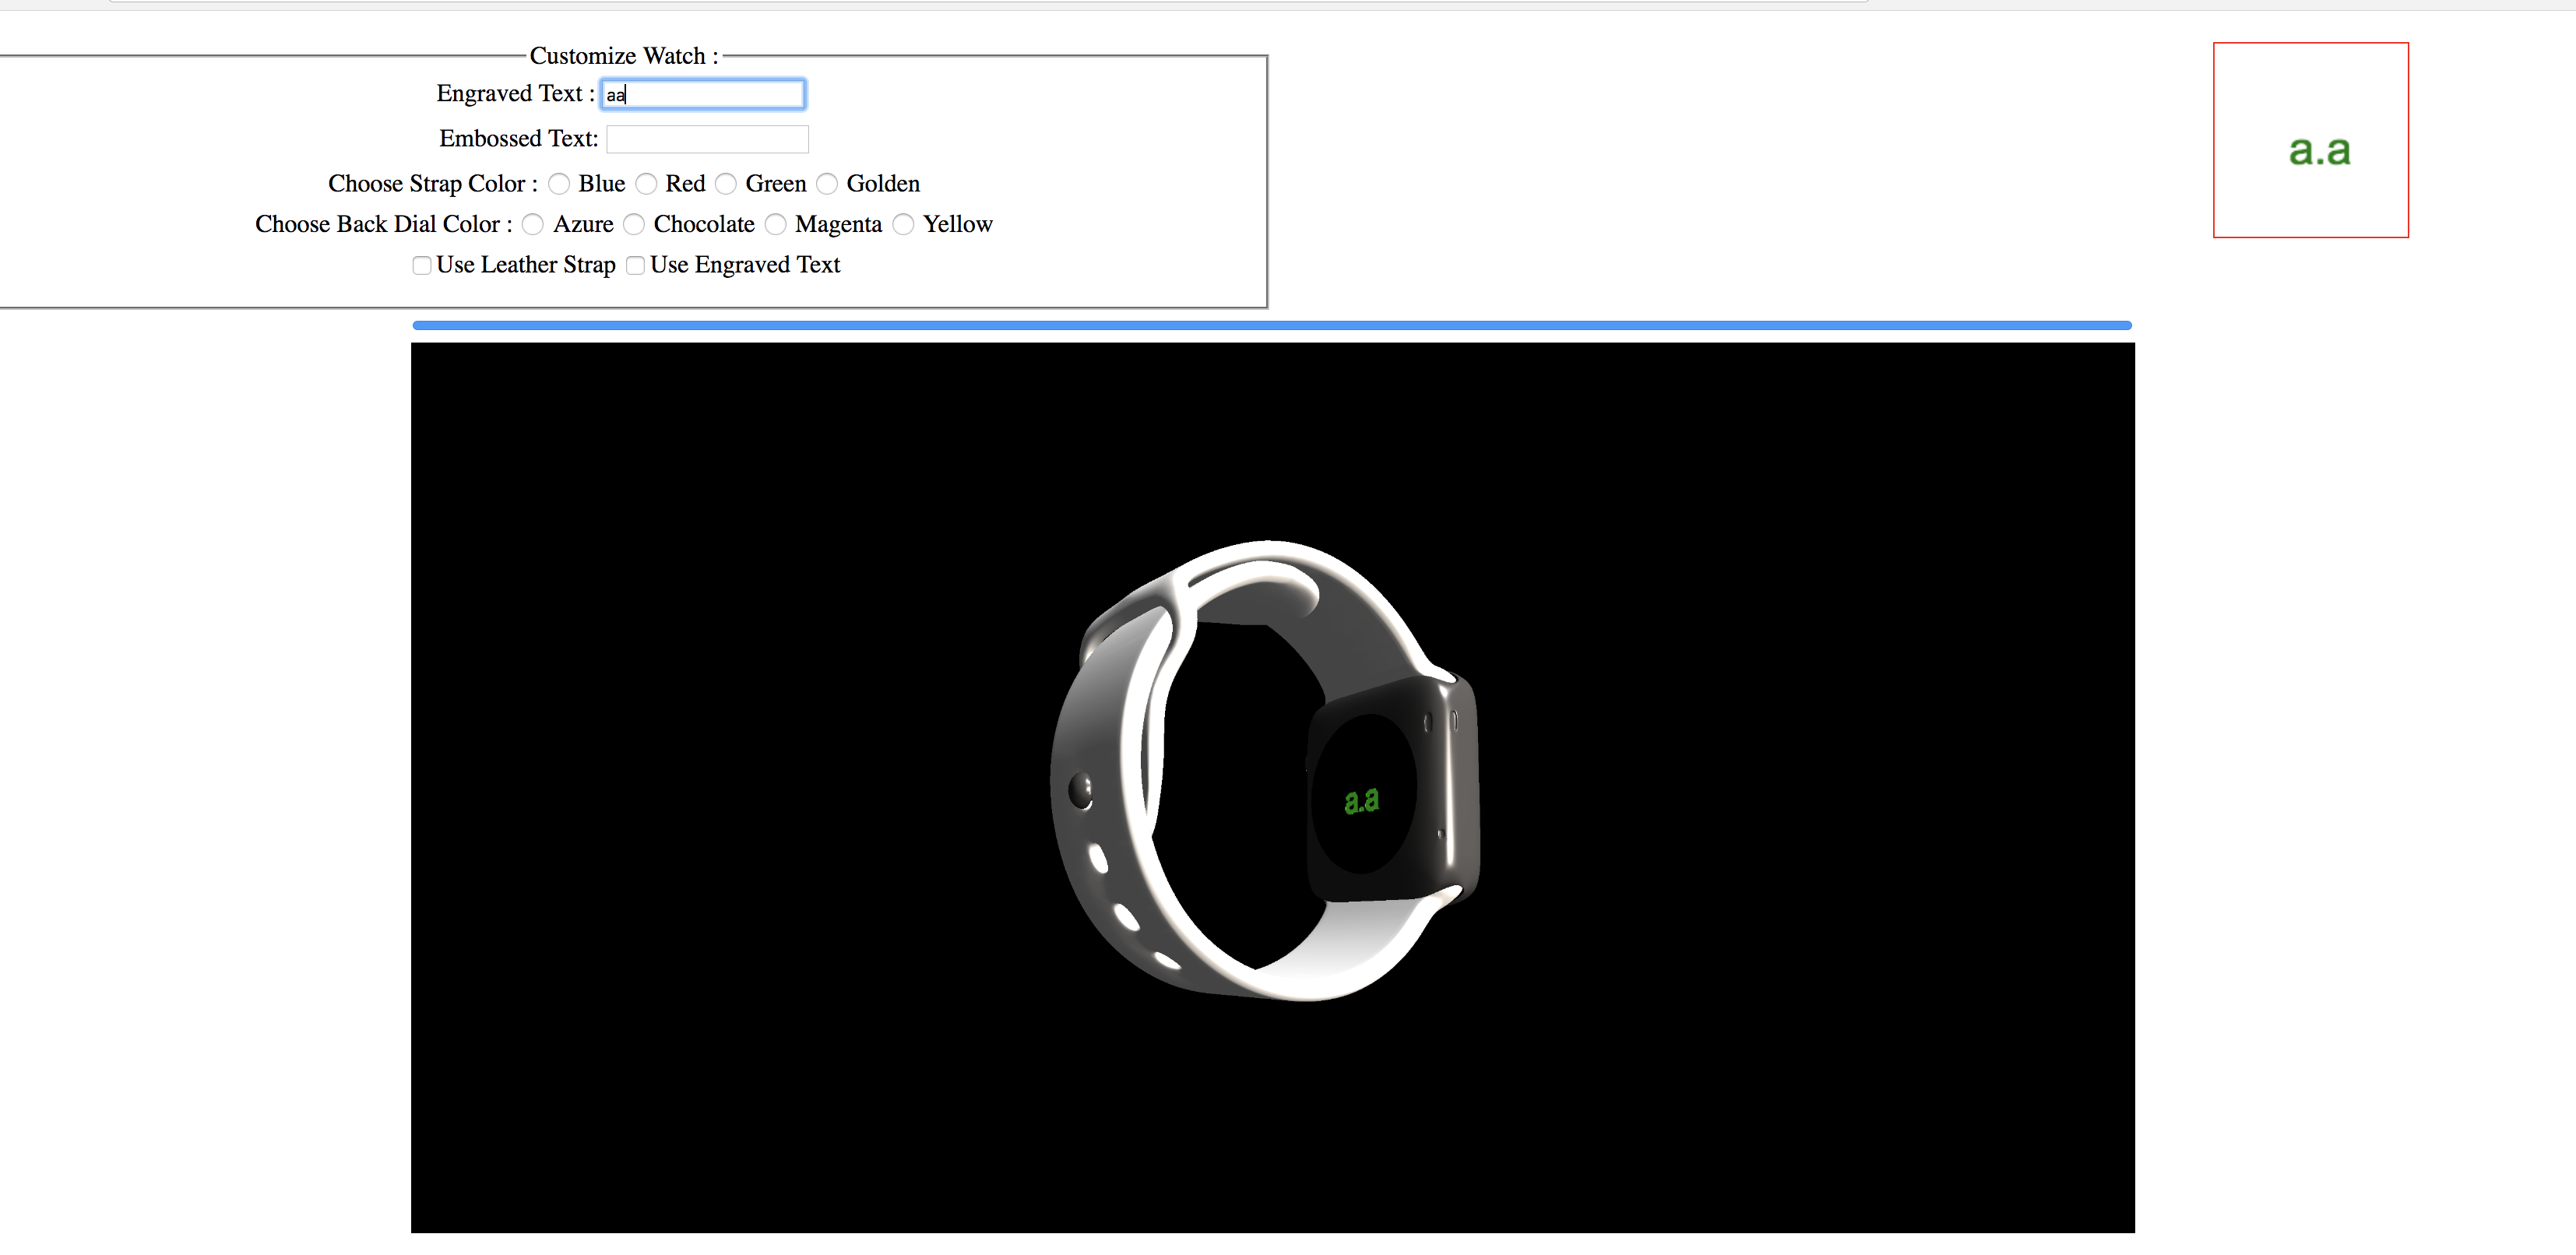 Customize Watch :
Engraved Text : aa
a.a
Embossed Text:
Choose Strap Color : Blue Red Green Golden
Choose Back Dial Color : Azure Chocolate Magenta Yellow
Use Leather Strap Use Engraved Text
a.a